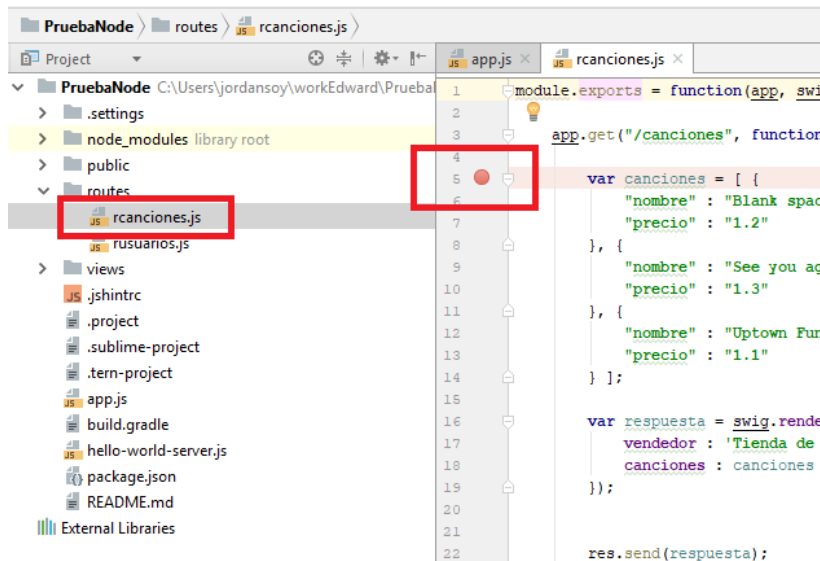 PruebaNode routes rcanciones.js
Project
app.js rcanciones.js
PruebaNode C:\Users\jordansoy\workEdward\Pruebal
.settings
node_modules library root
public
routes
rcanciones.js
rusuarios.js
views
.jshintrc
.project
.sublime-project
.tern-project
app.js
build.gradle
hello-world-server.js
package.json
README.md
External Libraries
1 module.exports = function(app, swi
2
3 app.get("/canciones", function
4
5 var canciones = [ {
6 "nombre" : "Blank spac
7 "precio" : "1.2"
8 }, {
9 "nombre" : "See you ag
10 "precio" : "1.3"
11 }, {
12 "nombre" : "Uptown Fun
13 "precio" : "1.1"
14 } ];
15
16 var respuesta = swig.rende
17 vendedor : 'Tienda de
18 canciones : canciones
19 });
20
21
22 res.send(respuesta);